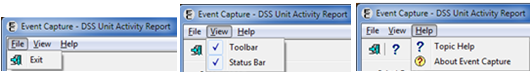 Event Capture - DSS Unit Activity Report
File View Help
Exit
Event Capture - DSS Unit Activity Report
File View Help
Toolbar
Status Bar
Event Capture - DSS Unit Activity Report
File View Help
Topic Help
About Event Capture